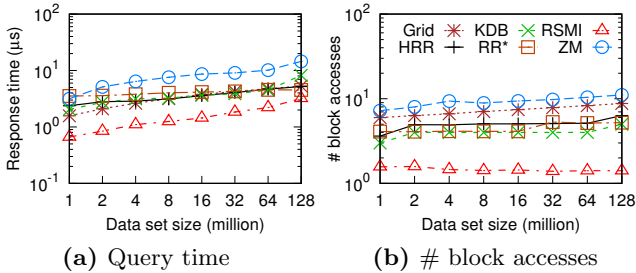 Grid KDB RSMI
HRR RR* ZM
Response time (μs)
10²
10¹
10⁰
10⁻¹
1 2 4 8 16 32 64 128
Data set size (million)
(a) Query time
# block accesses
10²
10¹
10⁰
1 2 4 8 16 32 64 128
Data set size (million)
(b) # block accesses